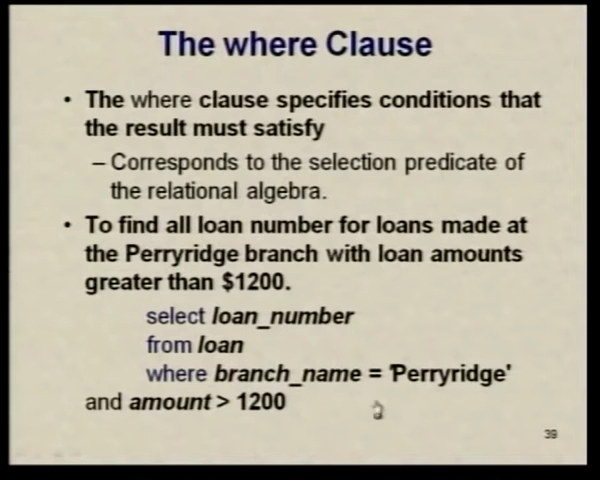 The where Clause
• The where clause specifies conditions that
the result must satisfy
– Corresponds to the selection predicate of
the relational algebra.
• To find all loan number for loans made at
the Perryridge branch with loan amounts
greater than $1200.
select loan_number
from loan
where branch_name = 'Perryridge'
and amount > 1200
39